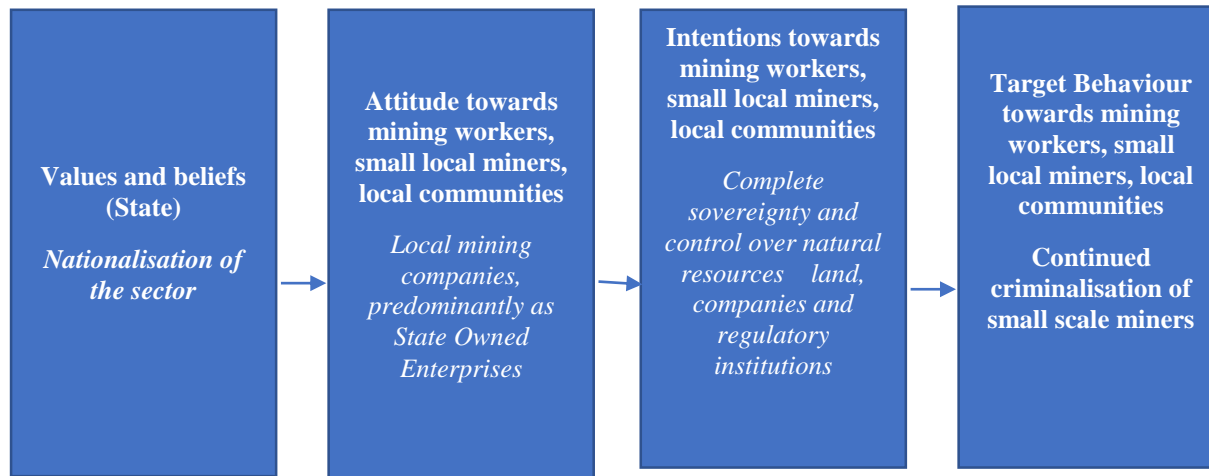 Values and beliefs
(State)
Nationalisation of
the sector
Attitude towards
mining workers,
small local miners,
local communities
Local mining
companies,
predominantly as
State Owned
Enterprises
Intentions towards
mining workers,
small local miners,
local communities
Complete
sovereignty and
control over natural
resources land,
companies and
regulatory
institutions
Target Behaviour
towards mining
workers, small
local miners, local
communities
Continued
criminalisation of
small scale miners